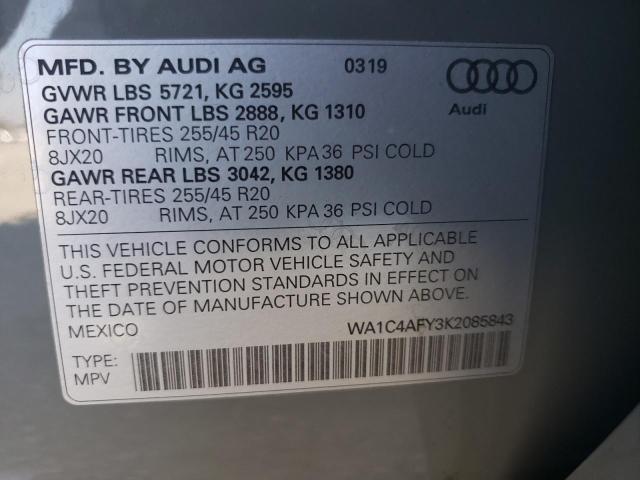 MFD. BY AUDI AG 0319
GVWR LBS 5721, KG 2595
GAWR FRONT LBS 2888, KG 1310
Audi
FRONT-TIRES 255/45 R20
8JX20 RIMS, AT 250 KPA 36 PSI COLD
GAWR REAR LBS 3042, KG 1380
REAR-TIRES 255/45 R20
8JX20 RIMS, AT 250 KPA 36 PSI COLD
THIS VEHICLE CONFORMS TO ALL APPLICABLE
U.S. FEDERAL MOTOR VEHICLE SAFETY AND
THEFT PREVENTION STANDARDS IN EFFECT ON
THE DATE OF MANUFACTURE SHOWN ABOVE.
MEXICO WA1C4AFY3K2085843
TYPE:
MPV